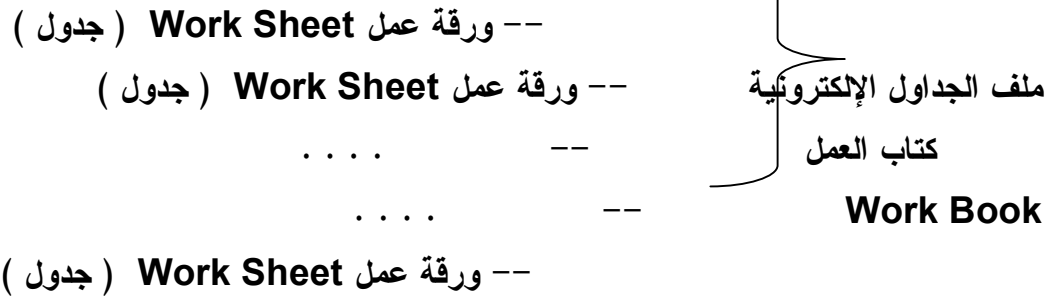 -- ورقة عمل Work Sheet ( جدول )
ملف الجداول الإلكترونية -- ورقة عمل Work Sheet ( جدول )
كتاب العمل -- . . . .
Work Book -- . . . .
-- ورقة عمل Work Sheet ( جدول )